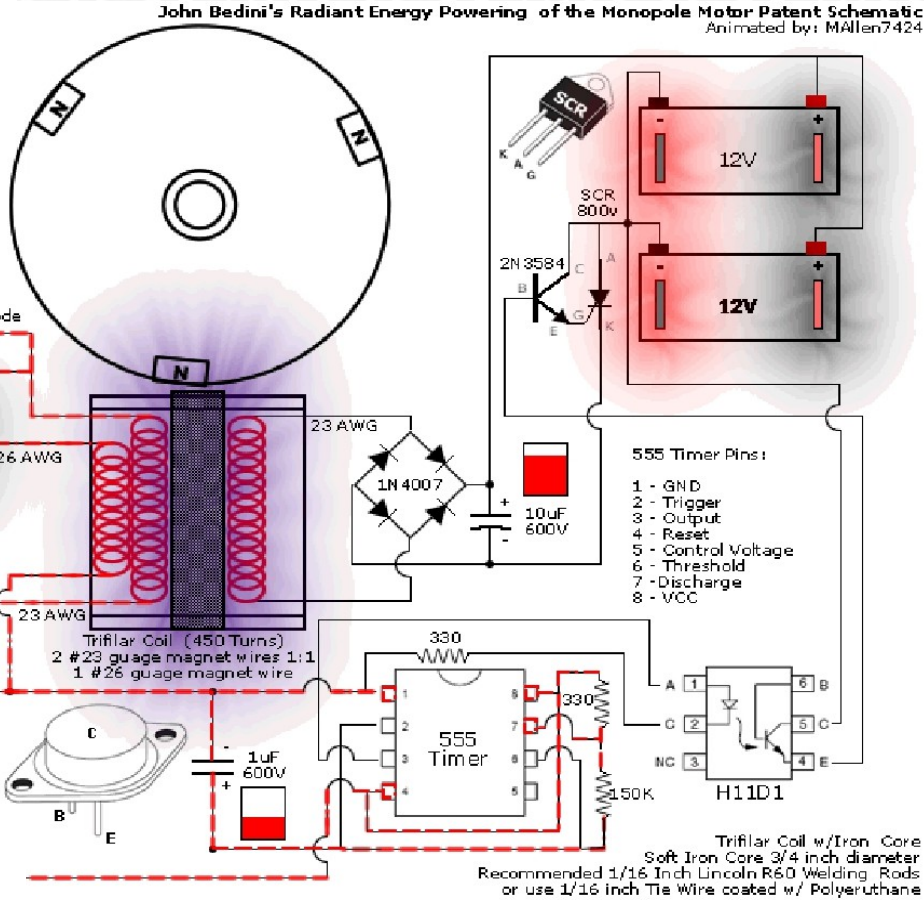 John Bedini's Radiant Energy Powering of the Monopole Motor Patent Schematic
Animated by: MAllen7424
N
N
N
SCR
K
A
G
-
+
12V
SCR
800v
-
+
12V
2N3584
C
A
B
G
E
K
ode
23 AWG
26 AWG
1N4007
+
10uF
600V
-
555 Timer Pins:
1 - GND
2 - Trigger
3 - Output
4 - Reset
5 - Control Voltage
6 - Threshold
7 -Discharge
8 - VCC
23 AWG
Trifilar Coil (450 Turns)
2 #23 guage magnet wires 1:1
1 #26 guage magnet wire
330
C
B
E
-
1uF
600V
+
1
2
3
4
555
Timer
8
7
6
5
330
150K
A
1
C
2
NC
3
6
B
5
C
4
E
H11D1
Trifilar Coil w/Iron Core
Soft Iron Core 3/4 inch diameter
Recommended 1/16 Inch Lincoln R60 Welding Rods
or use 1/16 inch Tie Wire coated w/ Polyeruthane